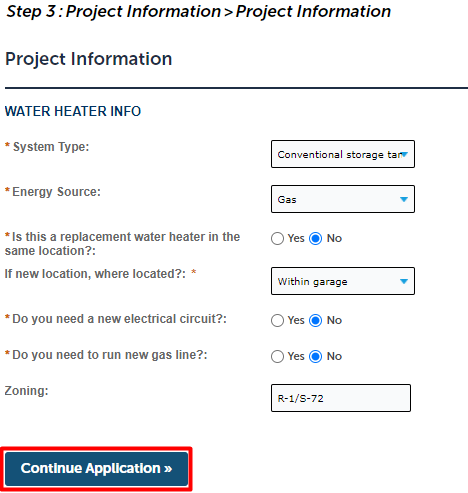 Step 3 : Project Information > Project Information
Project Information
WATER HEATER INFO
* System Type:
Conventional storage tar
* Energy Source:
Gas
* Is this a replacement water heater in the
same location?:
Yes No
If new location, where located?: *
Within garage
* Do you need a new electrical circuit?:
Yes No
* Do you need to run new gas line?:
Yes No
Zoning:
R-1/S-72
Continue Application »